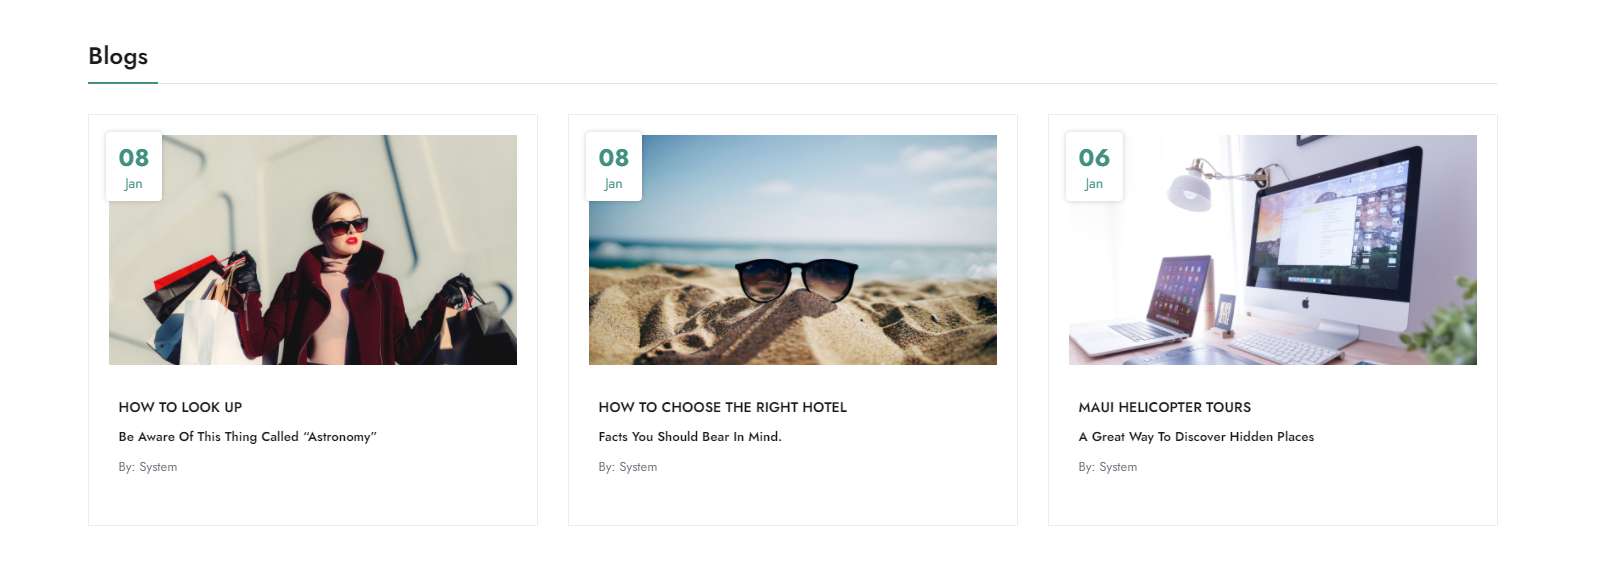 Blogs
08
Jan
HOW TO LOOK UP
Be Aware Of This Thing Called “Astronomy”
By: System
08
Jan
HOW TO CHOOSE THE RIGHT HOTEL
Facts You Should Bear In Mind.
By: System
06
Jan
MAUI HELICOPTER TOURS
A Great Way To Discover Hidden Places
By: System